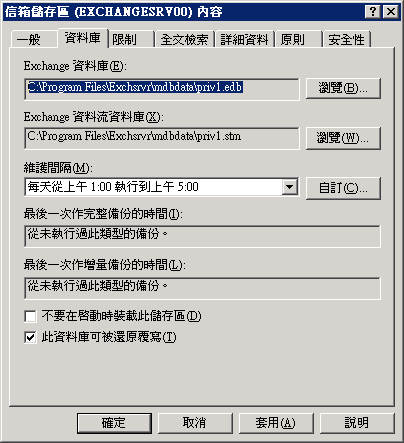 信箱儲存區 (EXCHANGESRV00) 內容
一般 資料庫 限制 全文檢索 詳細資料 原則 安全性
Exchange 資料庫(E):
C:\Program Files\Exchsrvr\mdbdata\priv1.edb 瀏覽(B)...
Exchange 資料流資料庫(X):
C:\Program Files\Exchsrvr\mdbdata\priv1.stm 瀏覽(W)...
維護間隔(M):
每天從上午 1:00 執行到上午 5:00 自訂(C)...
最後一次作完整備份的時間(I):
從未執行過此類型的備份。
最後一次作增量備份的時間(L):
從未執行過此類型的備份。
不要在啟動時裝載此儲存區(D)
此資料庫可被還原覆寫(T)
確定 取消 套用(A) 說明